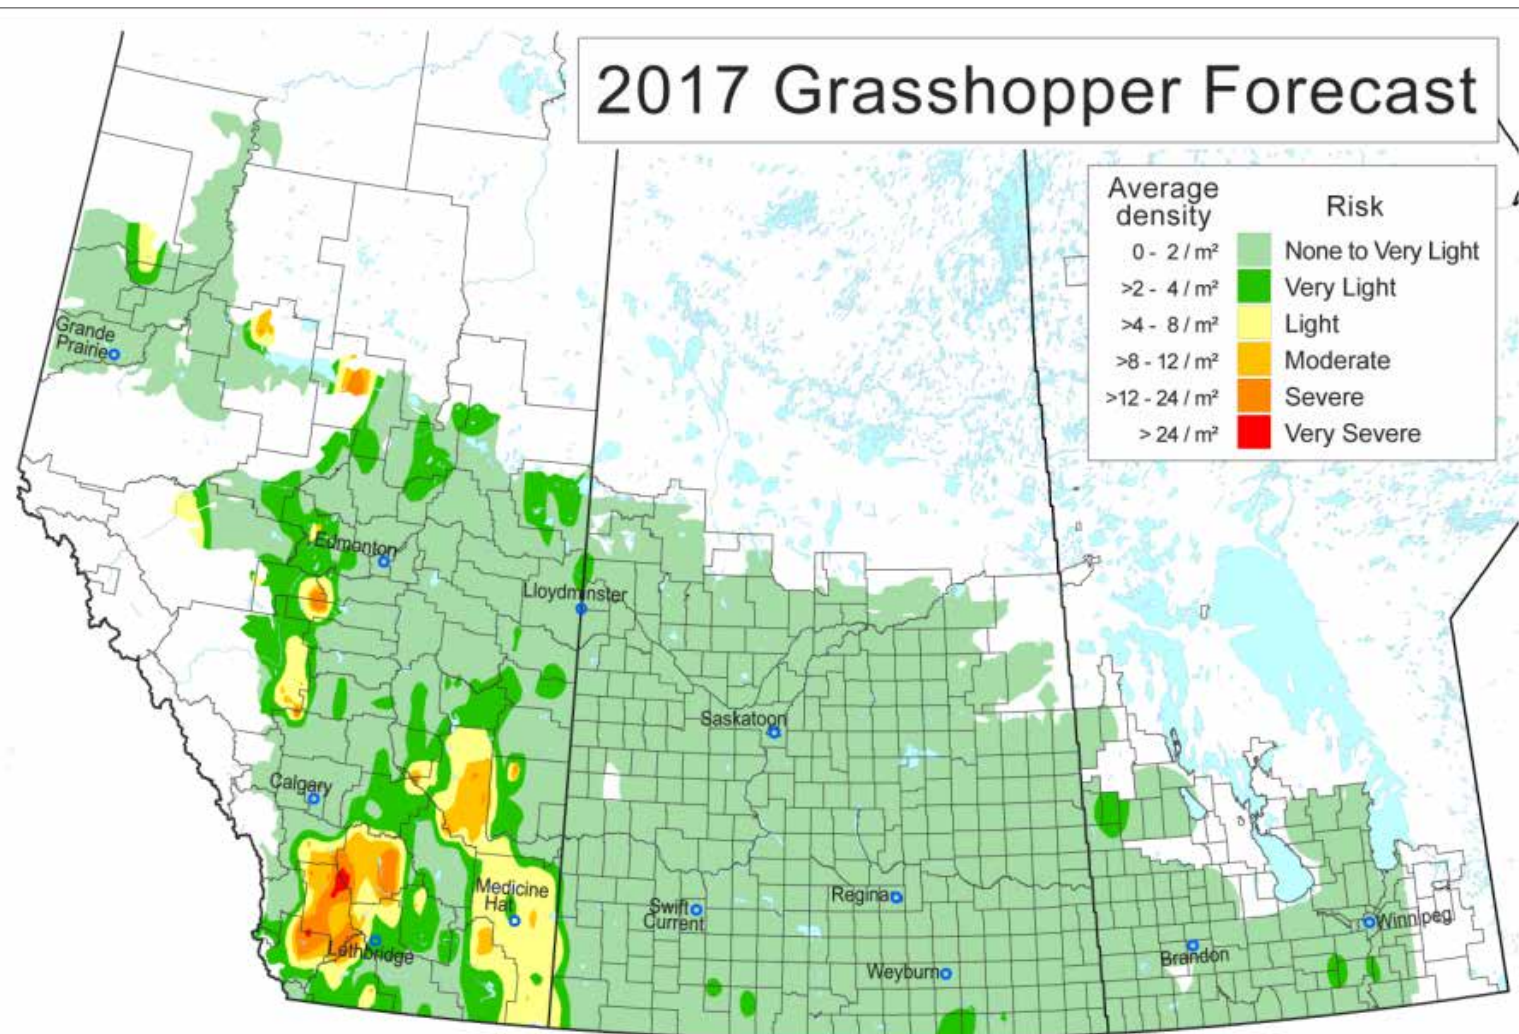 2017 Grasshopper Forecast
Average
density
Risk
0 - 2 / m² None to Very Light
>2 - 4 / m² Very Light
>4 - 8 / m² Light
>8 - 12 / m² Moderate
>12 - 24 / m² Severe
> 24 / m² Very Severe
Grande
Prairie
Edmonton
Lloydminster
Saskatoon
Calgary
Medicine
Hat
Swift
Current
Regina
Winnipeg
Lethbridge
Brandon
Weyburn